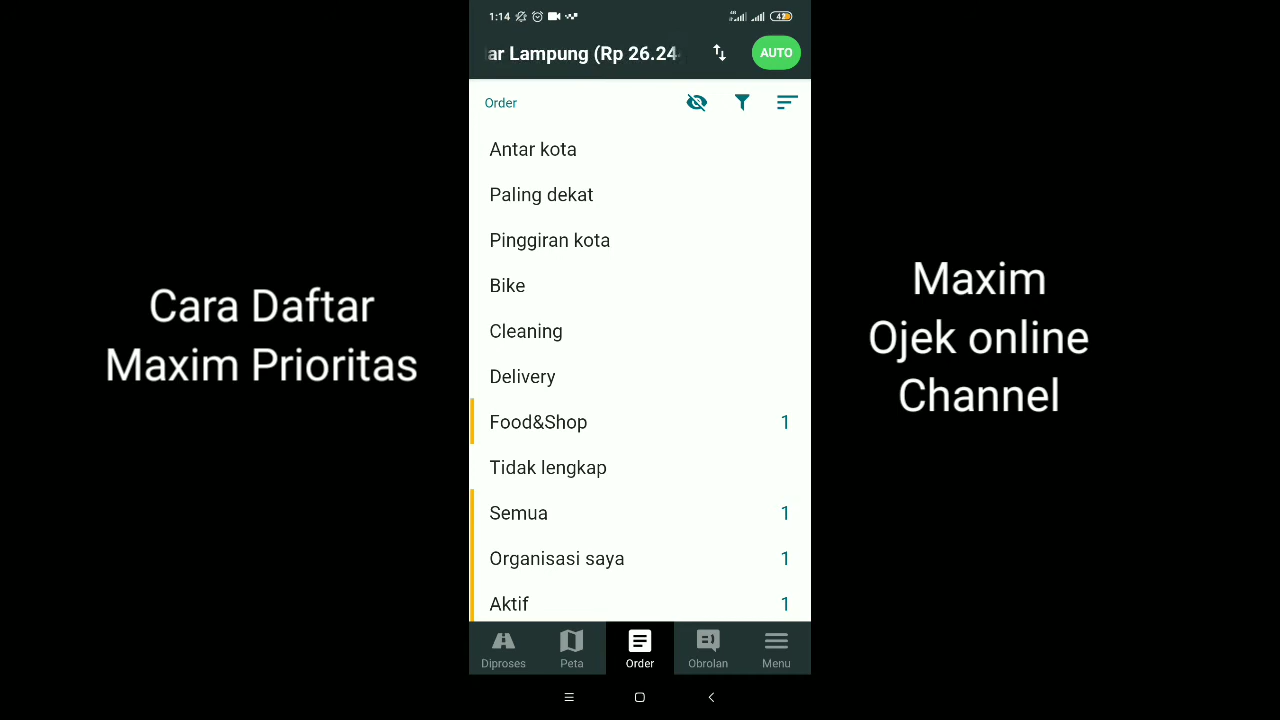 1:14
42
ar Lampung (Rp 26.24
AUTO
Order
Antar kota
Paling dekat
Pinggiran kota
Bike
Cleaning
Delivery
Food&Shop 1
Tidak lengkap
Semua 1
Organisasi saya 1
Aktif 1
Diproses Peta Order Obrolan Menu
Cara Daftar
Maxim Prioritas
Maxim
Ojek online
Channel